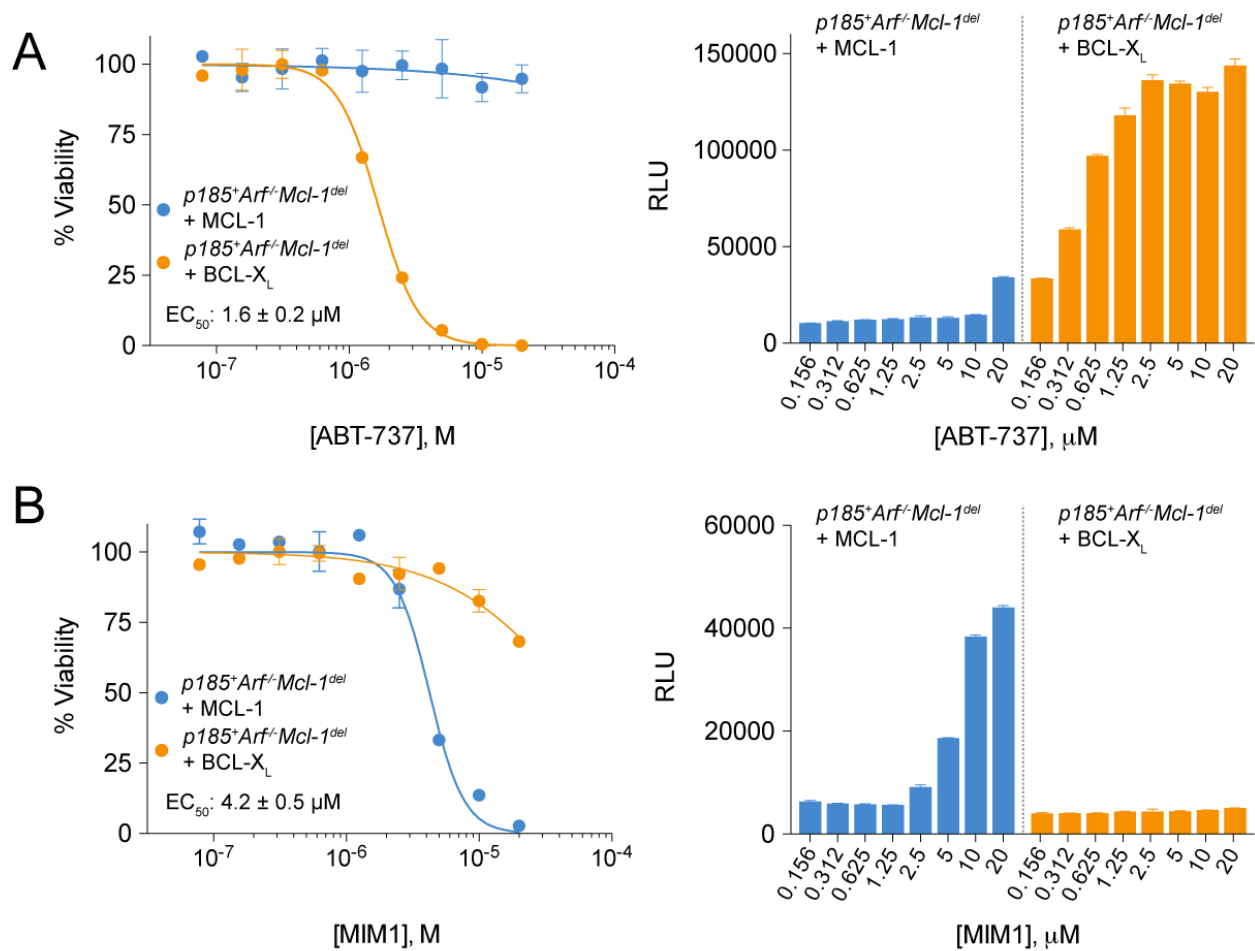 A
100
75
50
25
0
% Viability
p185+Arf-/-Mcl-1del
+ MCL-1
p185+Arf-/-Mcl-1del
+ BCL-XL
EC50: 1.6 ± 0.2 µM
10-7
10-6
10-5
10-4
[ABT-737], M
p185+Arf-/-Mcl-1del
+ MCL-1
p185+Arf-/-Mcl-1del
+ BCL-XL
150000
100000
50000
0
RLU
0.156
0.312
0.625
1.25
2.5
5
10
20
0.156
0.312
0.625
1.25
2.5
5
10
20
[ABT-737], µM
B
100
75
50
25
0
% Viability
p185+Arf-/-Mcl-1del
+ MCL-1
p185+Arf-/-Mcl-1del
+ BCL-XL
EC50: 4.2 ± 0.5 µM
10-7
10-6
10-5
10-4
[MIM1], M
p185+Arf-/-Mcl-1del
+ MCL-1
p185+Arf-/-Mcl-1del
+ BCL-XL
60000
40000
20000
0
RLU
0.156
0.312
0.625
1.25
2.5
5
10
20
0.156
0.312
0.625
1.25
2.5
5
10
20
[MIM1], µM